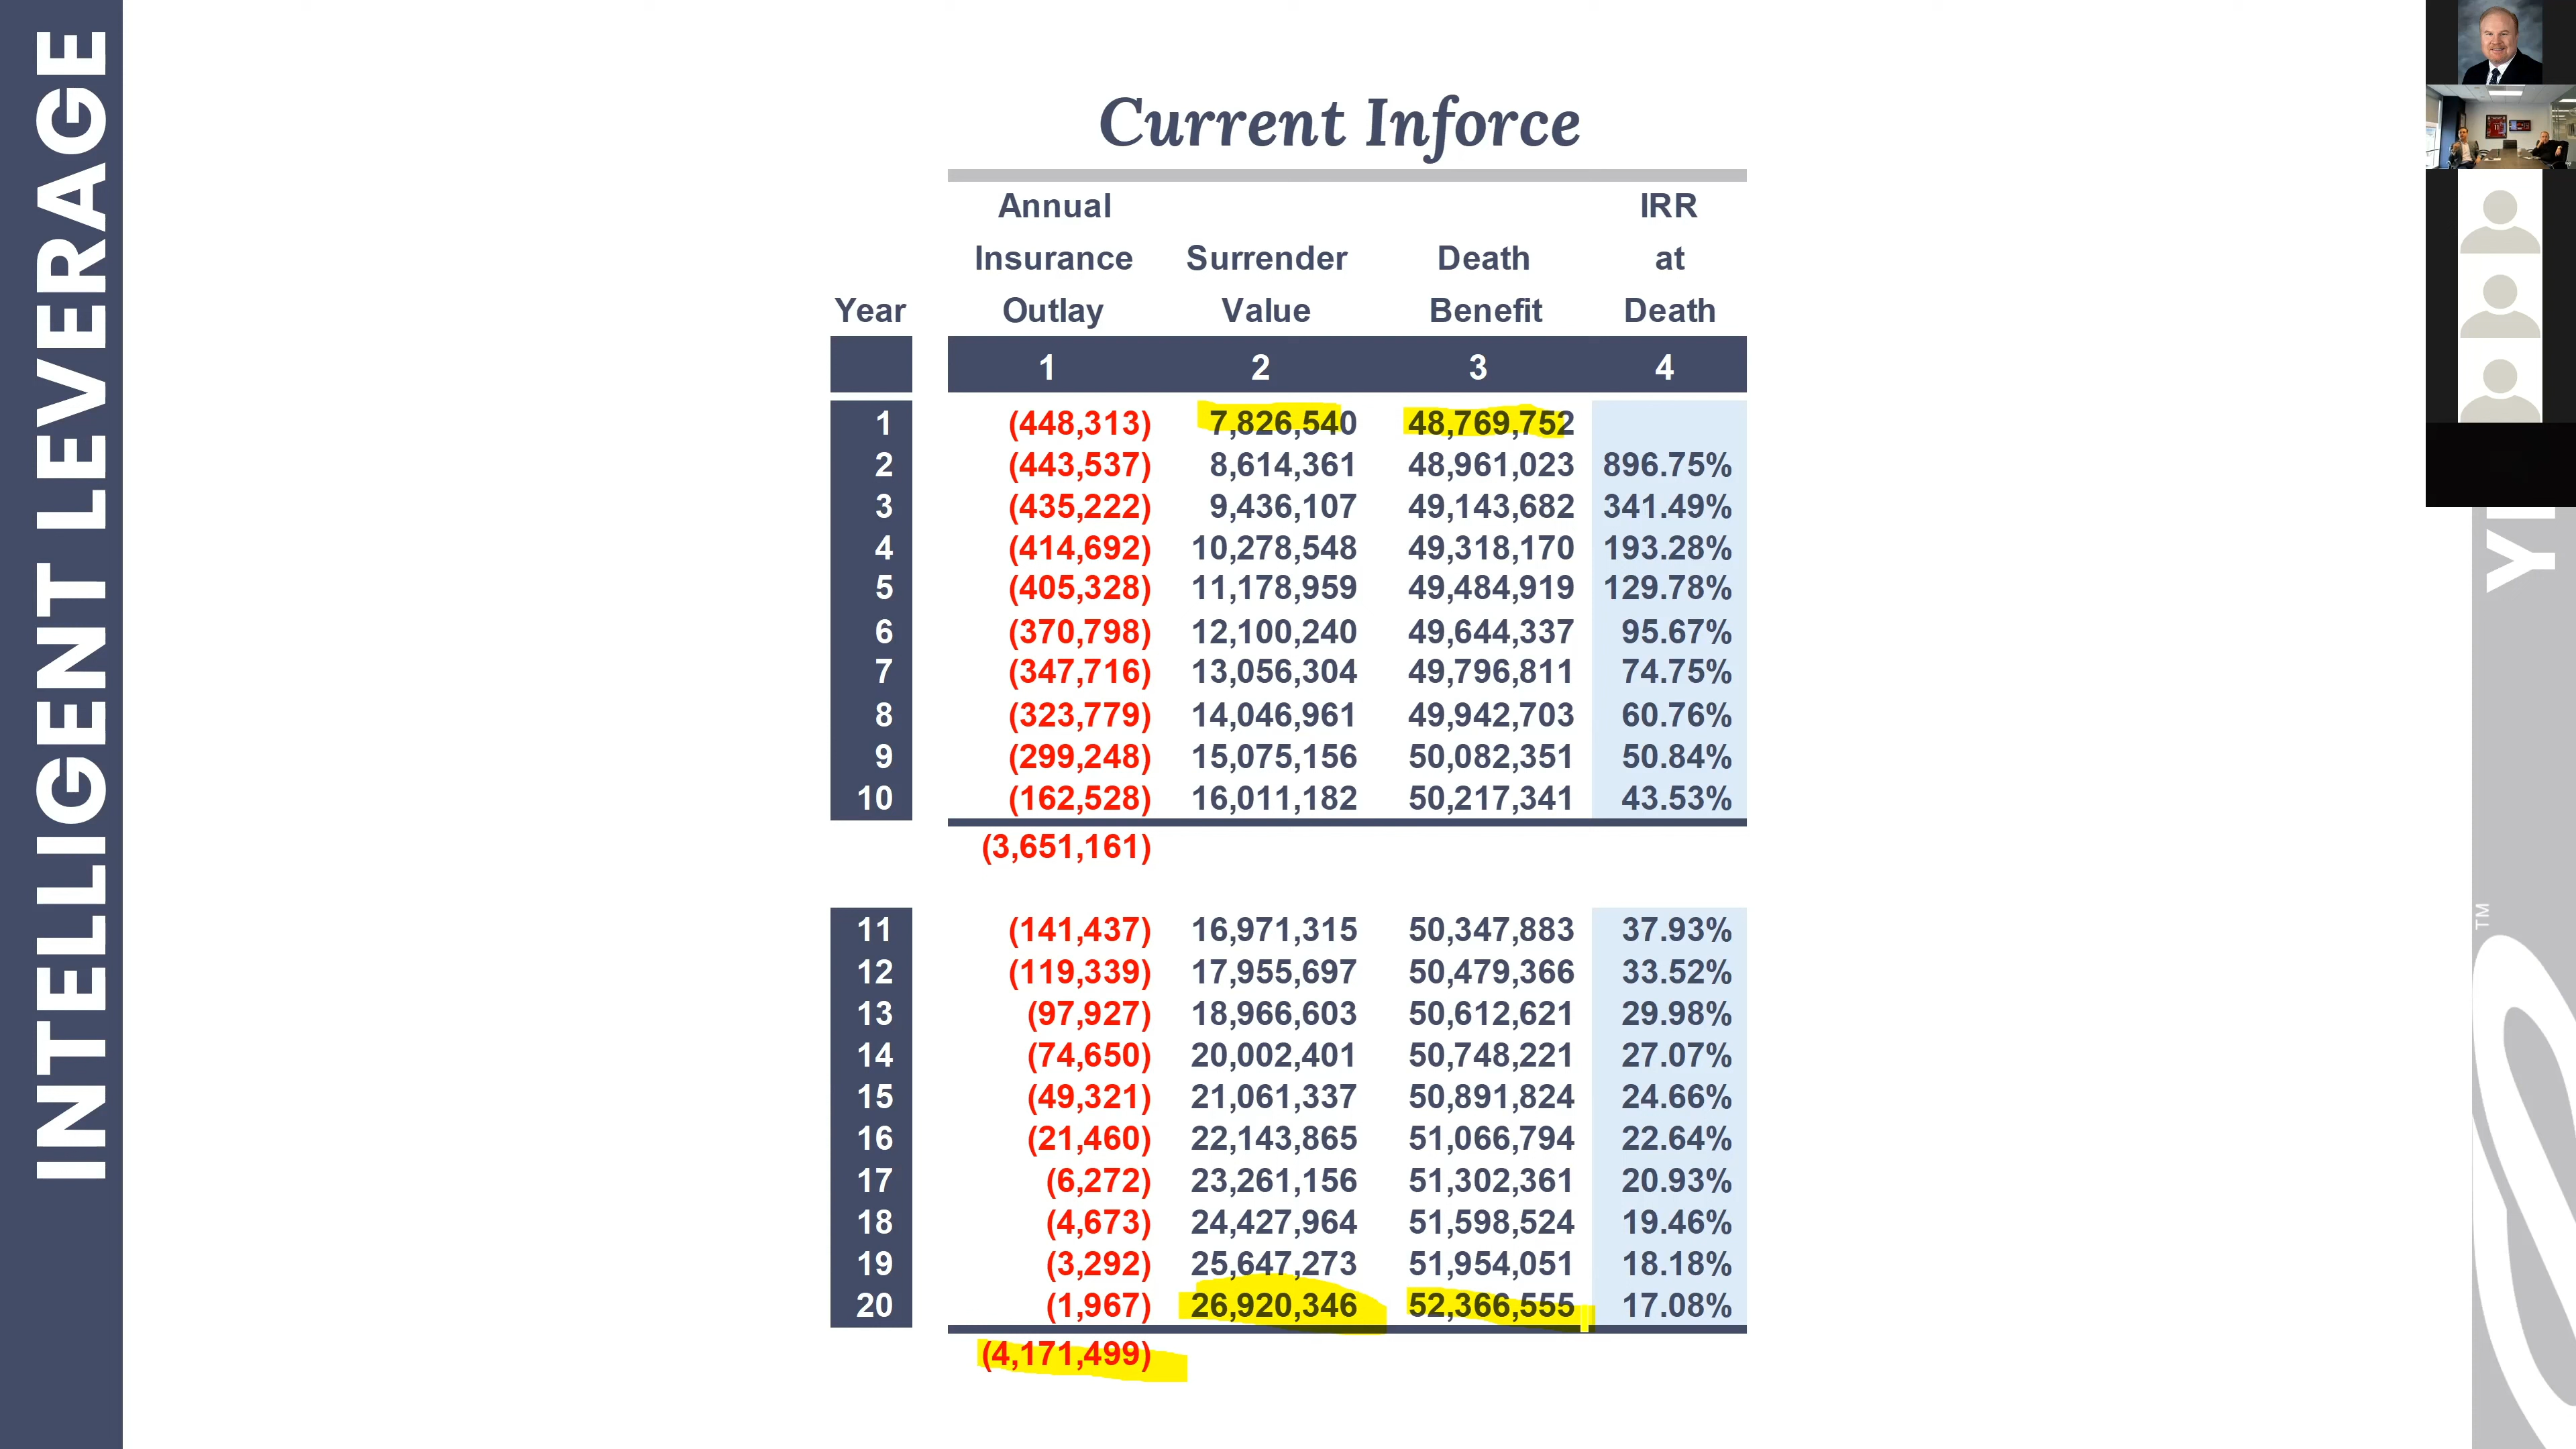 INTELLIGENT LEVERAGE
Current Inforce
Annual IRR
Insurance Surrender Death at
Year Outlay Value Benefit Death
1 2 3 4
1 (448,313) 7,826,540 48,769,752
2 (443,537) 8,614,361 48,961,023 896.75%
3 (435,222) 9,436,107 49,143,682 341.49%
4 (414,692) 10,278,548 49,318,170 193.28%
5 (405,328) 11,178,959 49,484,919 129.78%
6 (370,798) 12,100,240 49,644,337 95.67%
7 (347,716) 13,056,304 49,796,811 74.75%
8 (323,779) 14,046,961 49,942,703 60.76%
9 (299,248) 15,075,156 50,082,351 50.84%
10 (162,528) 16,011,182 50,217,341 43.53%
(3,651,161)
11 (141,437) 16,971,315 50,347,883 37.93%
12 (119,339) 17,955,697 50,479,366 33.52%
13 (97,927) 18,966,603 50,612,621 29.98%
14 (74,650) 20,002,401 50,748,221 27.07%
15 (49,321) 21,061,337 50,891,824 24.66%
16 (21,460) 22,143,865 51,066,794 22.64%
17 (6,272) 23,261,156 51,302,361 20.93%
18 (4,673) 24,427,964 51,598,524 19.46%
19 (3,292) 25,647,273 51,954,051 18.18%
20 (1,967) 26,920,346 52,366,555 17.08%
(4,171,499)
TM